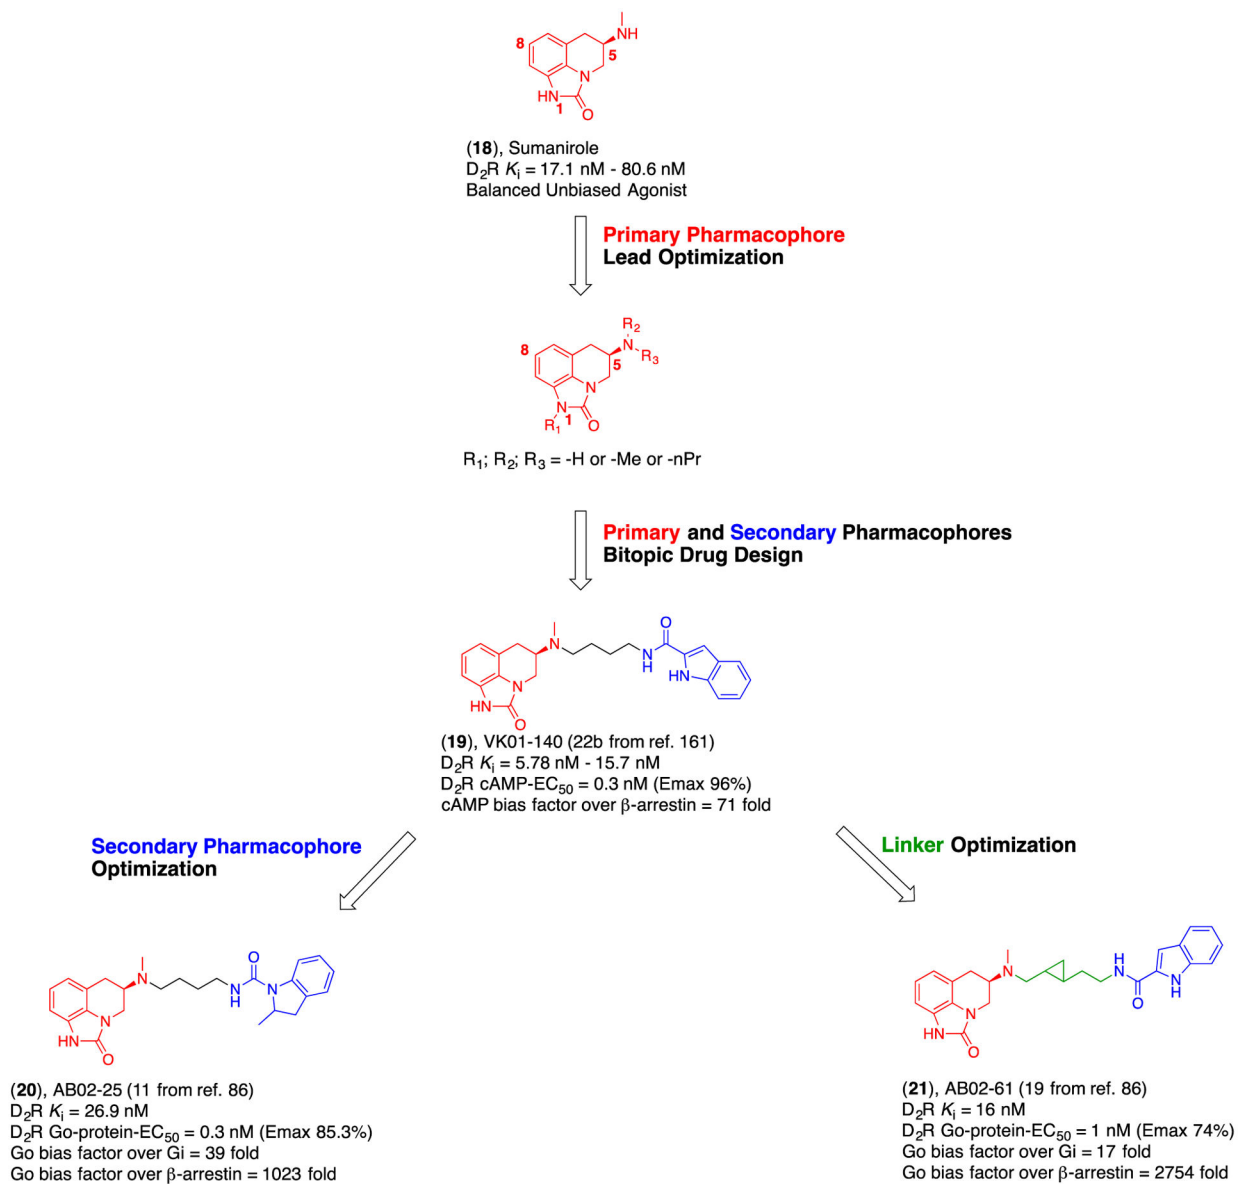 NH
8
5
N
HN 1
O
(18), Sumanirole
D₂R Kᵢ = 17.1 nM - 80.6 nM
Balanced Unbiased Agonist
Primary Pharmacophore
Lead Optimization
R₂
8
N
R₃
5
N
N
R₁ 1 O
R₁; R₂; R₃ = -H or -Me or -nPr
Primary and Secondary Pharmacophores
Bitopic Drug Design
O
N
NH
HN
N
HN
O
(19), VK01-140 (22b from ref. 161)
D₂R Kᵢ = 5.78 nM - 15.7 nM
D₂R cAMP-EC₅₀ = 0.3 nM (Emax 96%)
cAMP bias factor over β-arrestin = 71 fold
Secondary Pharmacophore
Optimization
Linker Optimization
O
N
NH
N
N
HN
O
(20), AB02-25 (11 from ref. 86)
D₂R Kᵢ = 26.9 nM
D₂R Go-protein-EC₅₀ = 0.3 nM (Emax 85.3%)
Go bias factor over Gi = 39 fold
Go bias factor over β-arrestin = 1023 fold
H
N
N
N
H
O
N
HN
O
(21), AB02-61 (19 from ref. 86)
D₂R Kᵢ = 16 nM
D₂R Go-protein-EC₅₀ = 1 nM (Emax 74%)
Go bias factor over Gi = 17 fold
Go bias factor over β-arrestin = 2754 fold